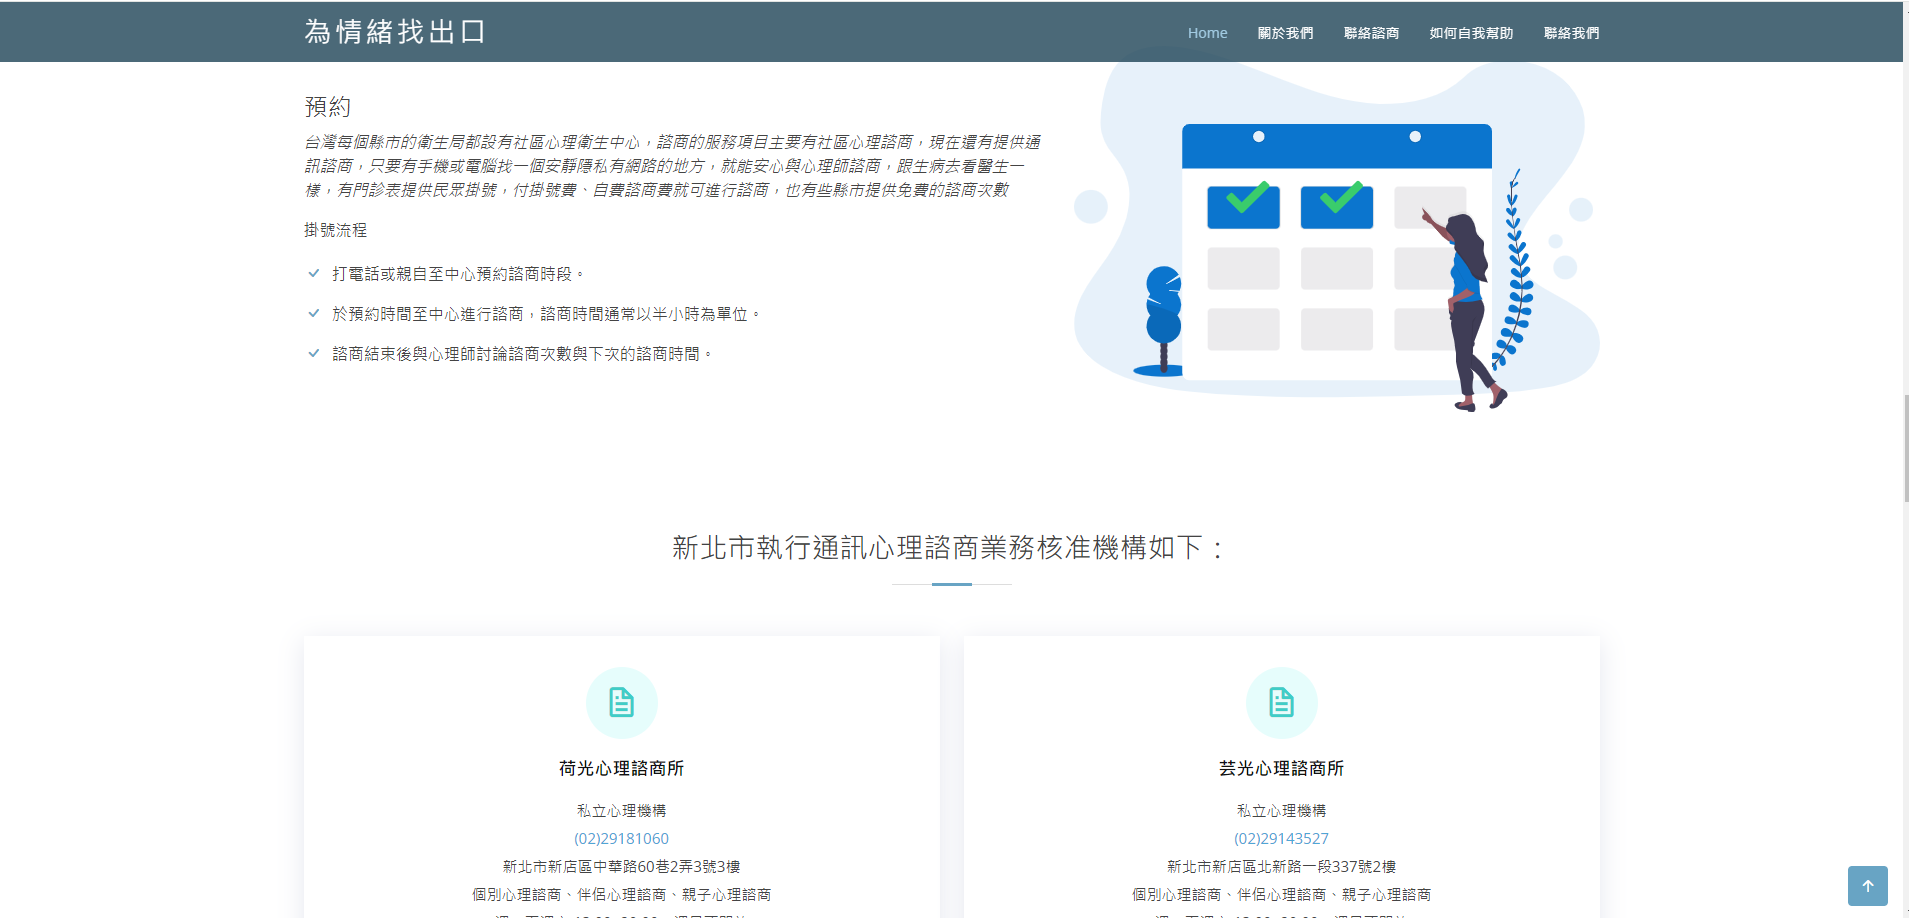 為情緒找出口
Home 關於我們 聯絡諮商 如何自我幫助 聯絡我們
預約
台灣每個縣市的衛生局都設有社區心理衛生中心，諮商的服務項目主要有社區心理諮商，現在還有提供通
訊諮商，只要有手機或電腦找一個安靜隱私有網路的地方，就能安心與心理師諮商，跟生病去看醫生一
樣，有門診表提供民眾掛號，付掛號費、自費諮商費就可進行諮商，也有些縣市提供免費的諮商次數
掛號流程
打電話或親自至中心預約諮商時段。
於預約時間至中心進行諮商，諮商時間通常以半小時為單位。
諮商結束後與心理師討論諮商次數與下次的諮商時間。
新北市執行通訊心理諮商業務核准機構如下：
荷光心理諮商所
私立心理機構
(02)29181060
新北市新店區中華路60巷2弄3號3樓
個別心理諮商、伴侶心理諮商、親子心理諮商
芸光心理諮商所
私立心理機構
(02)29143527
新北市新店區北新路一段337號2樓
個別心理諮商、伴侶心理諮商、親子心理諮商